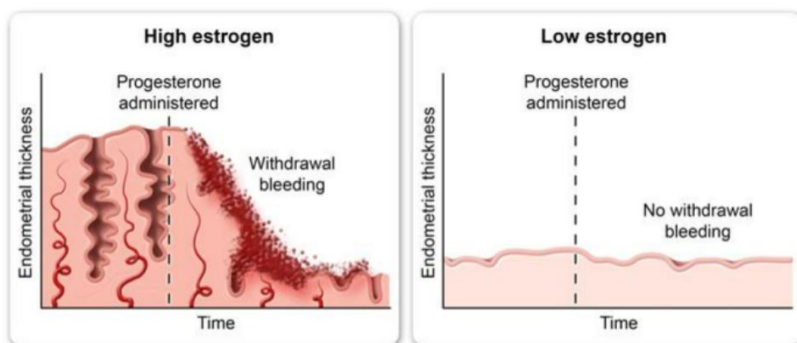 High estrogen
Progesterone
administered
Endometrial thickness
Withdrawal
bleeding
Time
Low estrogen
Progesterone
administered
Endometrial thickness
No withdrawal
bleeding
Time